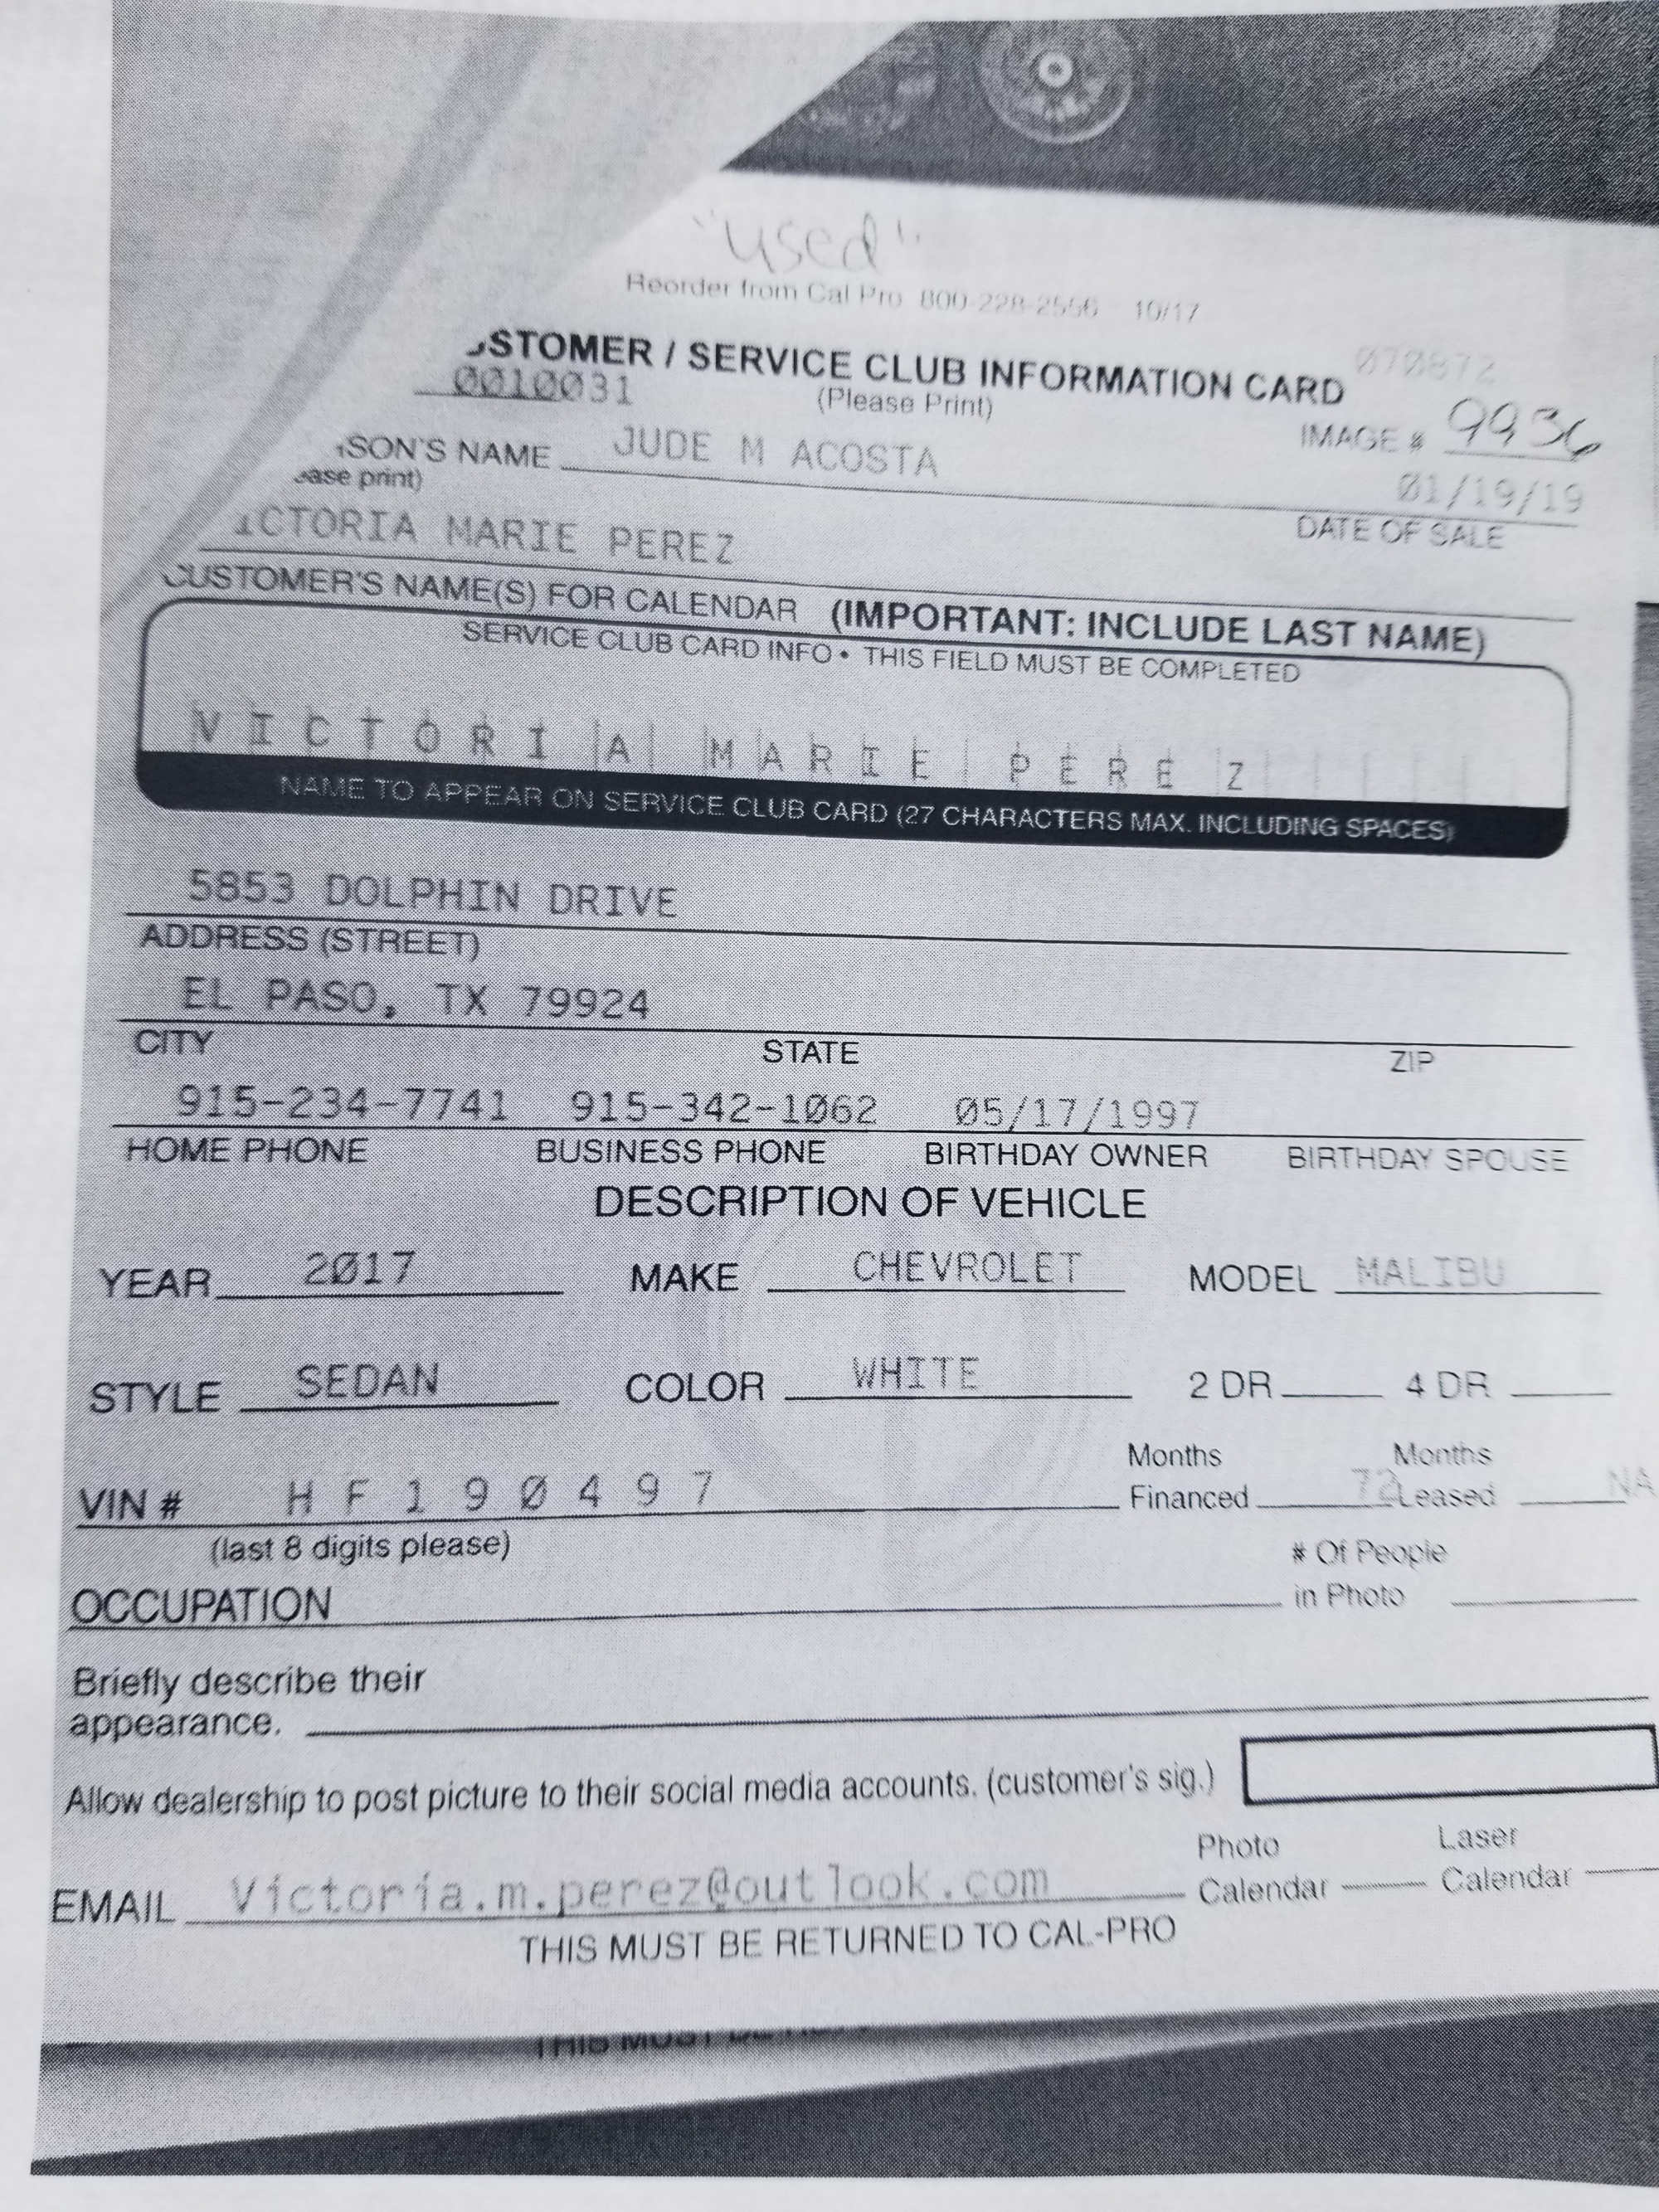 "used"
Reorder from Cal Pro 800-228-2556 10/17
STOMER / SERVICE CLUB INFORMATION CARD 070872
0010031 (Please Print) IMAGE # 9936
SON'S NAME JUDE M ACOSTA 01/19/19
ease print) DATE OF SALE
ICTORIA MARIE PEREZ
CUSTOMER'S NAME(S) FOR CALENDAR (IMPORTANT: INCLUDE LAST NAME)
SERVICE CLUB CARD INFO • THIS FIELD MUST BE COMPLETED
VICTORIA MARIE PEREZ
NAME TO APPEAR ON SERVICE CLUB CARD (27 CHARACTERS MAX. INCLUDING SPACES)
5853 DOLPHIN DRIVE
ADDRESS (STREET)
EL PASO, TX 79924
CITY STATE ZIP
915-234-7741 915-342-1062 05/17/1997
HOME PHONE BUSINESS PHONE BIRTHDAY OWNER BIRTHDAY SPOUSE
DESCRIPTION OF VEHICLE
YEAR 2017 MAKE CHEVROLET MODEL MALIBU
STYLE SEDAN COLOR WHITE 2 DR 4 DR
Months Months
VIN # H F 1 9 0 4 9 7 Financed 72 Leased NA
(last 8 digits please) # Of People
OCCUPATION in Photo
Briefly describe their
appearance.
Allow dealership to post picture to their social media accounts. (customer's sig.)
Photo Laser
EMAIL Victoria.m.perez@outlook.com Calendar Calendar
THIS MUST BE RETURNED TO CAL-PRO
THIS MUST BE